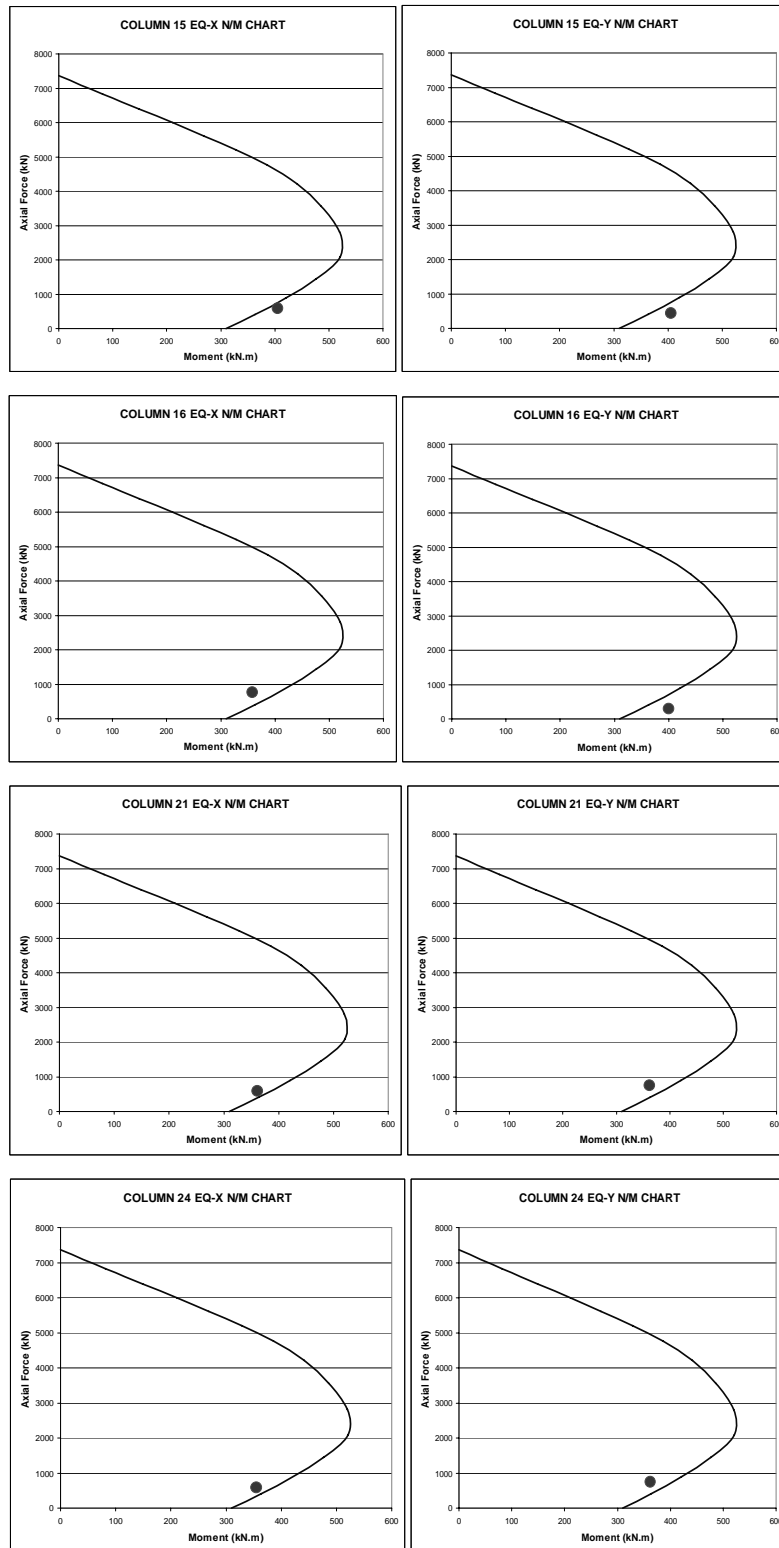 COLUMN 15 EQ-X N/M CHART
Axial Force (kN)
8000
7000
6000
5000
4000
3000
2000
1000
0
0 100 200 300 400 500 600
Moment (kN.m)
COLUMN 15 EQ-Y N/M CHART
Axial Force (kN)
8000
7000
6000
5000
4000
3000
2000
1000
0
0 100 200 300 400 500 600
Moment (kN.m)
COLUMN 16 EQ-X N/M CHART
Axial Force (kN)
8000
7000
6000
5000
4000
3000
2000
1000
0
0 100 200 300 400 500 600
Moment (kN.m)
COLUMN 16 EQ-Y N/M CHART
Axial Force (kN)
8000
7000
6000
5000
4000
3000
2000
1000
0
0 100 200 300 400 500 600
Moment (kN.m)
COLUMN 21 EQ-X N/M CHART
Axial Force (kN)
8000
7000
6000
5000
4000
3000
2000
1000
0
0 100 200 300 400 500 600
Moment (kN.m)
COLUMN 21 EQ-Y N/M CHART
Axial Force (kN)
8000
7000
6000
5000
4000
3000
2000
1000
0
0 100 200 300 400 500 600
Moment (kN.m)
COLUMN 24 EQ-X N/M CHART
Axial Force (kN)
8000
7000
6000
5000
4000
3000
2000
1000
0
0 100 200 300 400 500 600
Moment (kN.m)
COLUMN 24 EQ-Y N/M CHART
Axial Force (kN)
8000
7000
6000
5000
4000
3000
2000
1000
0
0 100 200 300 400 500 600
Moment (kN.m)